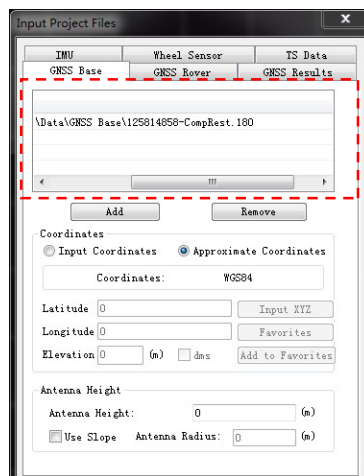 Input Project Files
IMU Wheel Sensor TS Data
GNSS Base GNSS Rover GNSS Results
\Data\GNSS Base\125814858-CompRest.180
Add Remove
Coordinates
Input Coordinates Approximate Coordinates
Coordinates: WGS84
Latitude 0 Input XYZ
Longitude 0 Favorites
Elevation 0 (m) dms Add to Favorites
Antenna Height
Antenna Height: 0 (m)
Use Slope Antenna Radius: 0 (m)